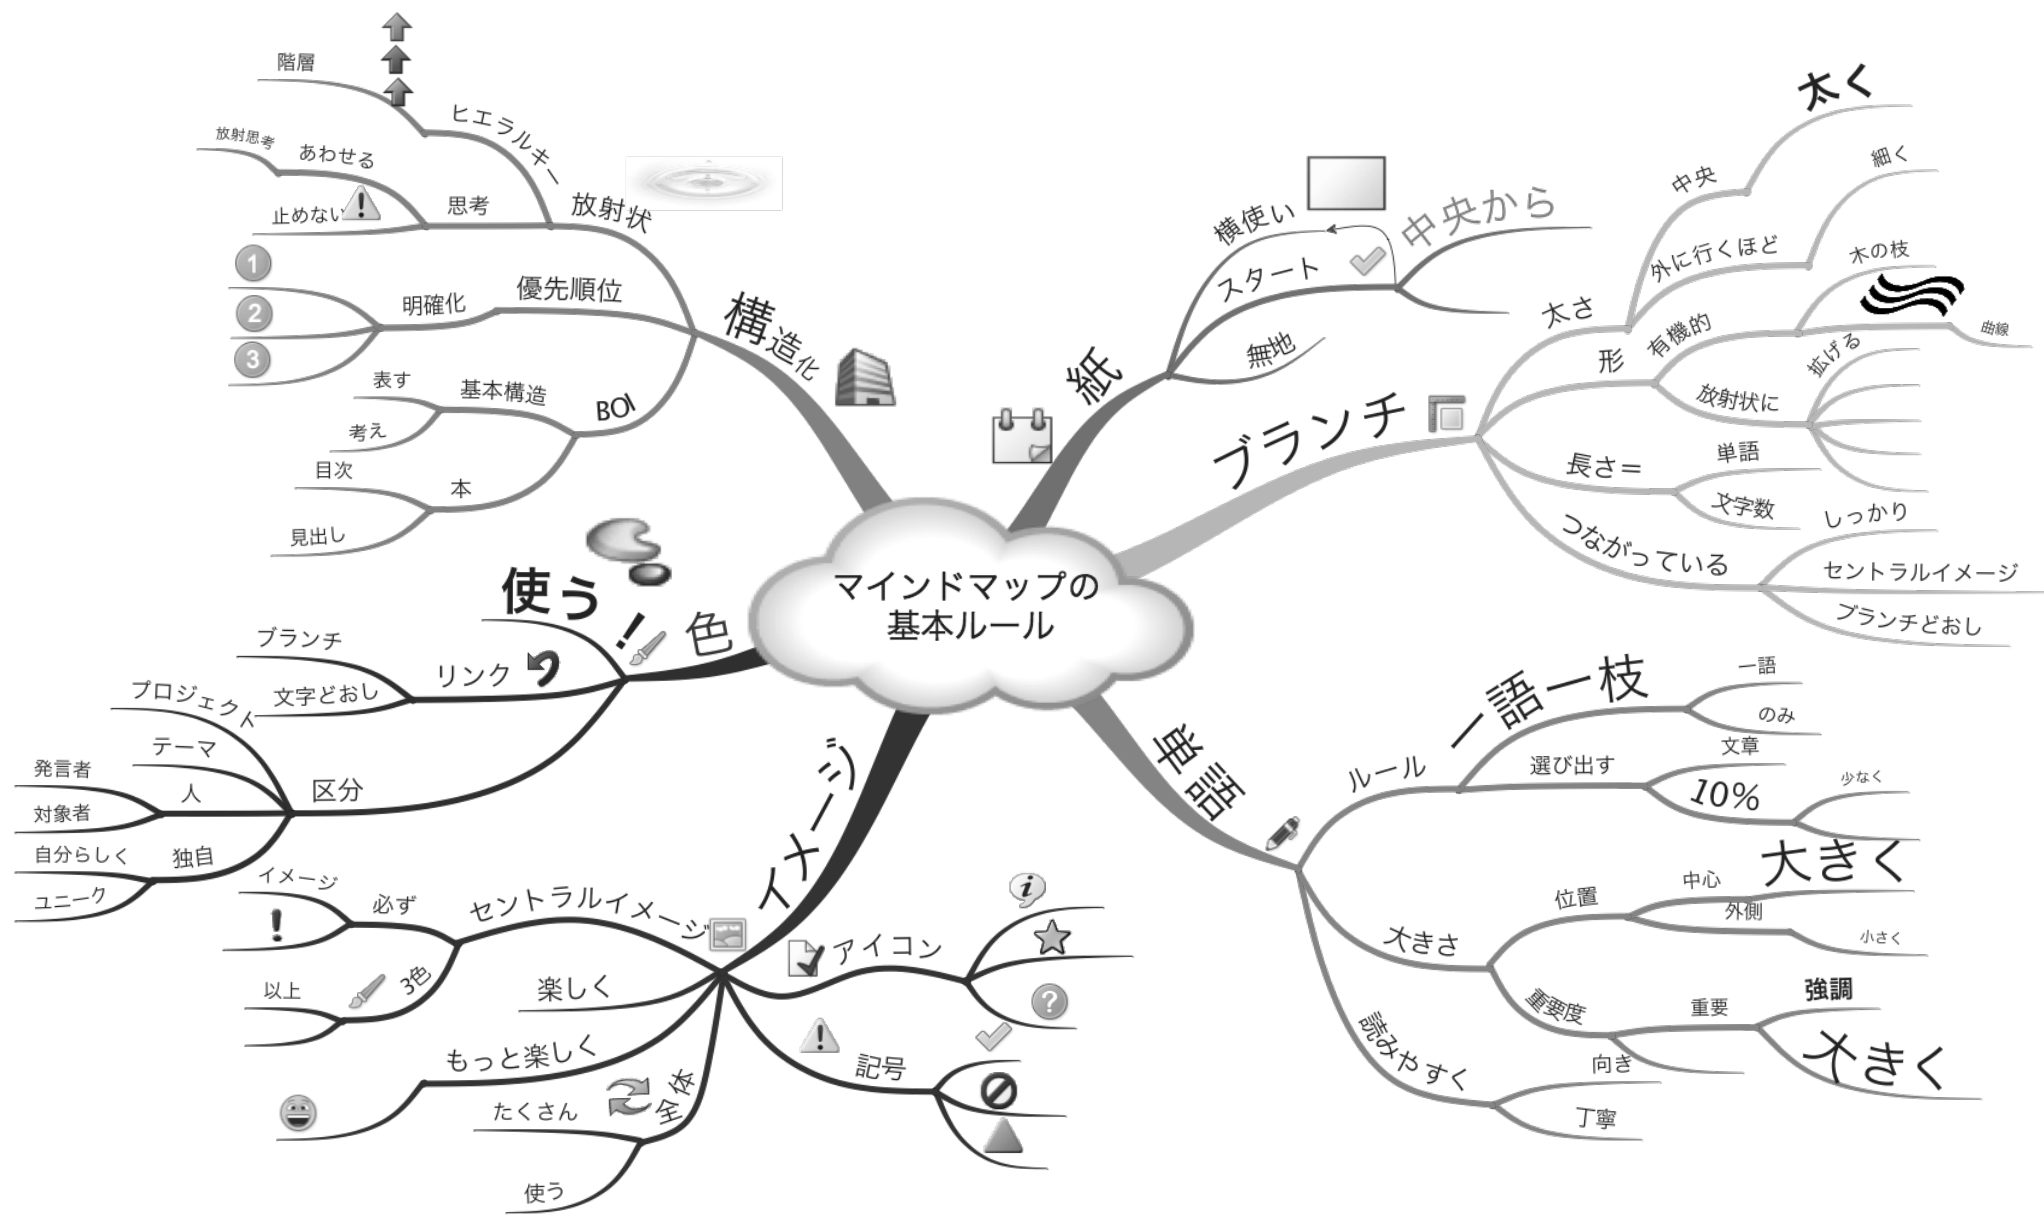 マインドマップの
基本ルール
紙
横使い
スタート
中央から
無地
ブランチ
太さ
中央
太く
外に行くほど
細く
形
有機的
木の枝
曲線
放射状に
拡げる
長さ=
単語
文字数
つながっている
しっかり
セントラルイメージ
ブランチどおし
単語
ルール
一語一枝
一語
のみ
選び出す
文章
10%
少なく
大きさ
位置
中心
大きく
外側
小さく
重要度
重要
強調
大きく
読みやすく
向き
丁寧
イメージ
アイコン
i
?
記号
!
全体
たくさん
使う
もっと楽しく
楽しく
セントラルイメージ
必ず
イメージ
!
3色
以上
色
使う!
リンク
ブランチ
文字どおし
区分
プロジェクト
テーマ
人
発言者
対象者
独自
自分らしく
ユニーク
構造化
放射状
ヒエラルキー
階層
思考
あわせる
放射思考
止めない
!
優先順位
明確化
1
2
3
BOI
基本構造
表す
考え
本
目次
見出し